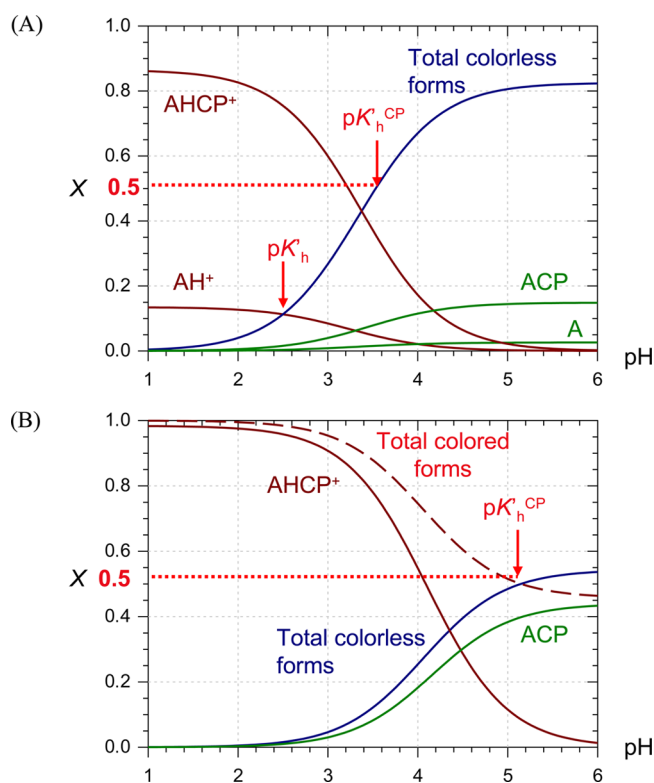 (A)
1.0
Total colorless
forms
0.8
AHCP⁺
pK'ₕᶜᴾ
0.6
X 0.5
0.4
pK'ₕ
0.2
AH⁺
ACP
A
0.0
1 2 3 4 5 6 pH
(B)
1.0
Total colored
forms
0.8
AHCP⁺
pK'ₕᶜᴾ
0.6
X 0.5
0.4
Total colorless
forms
ACP
0.2
0.0
1 2 3 4 5 6 pH